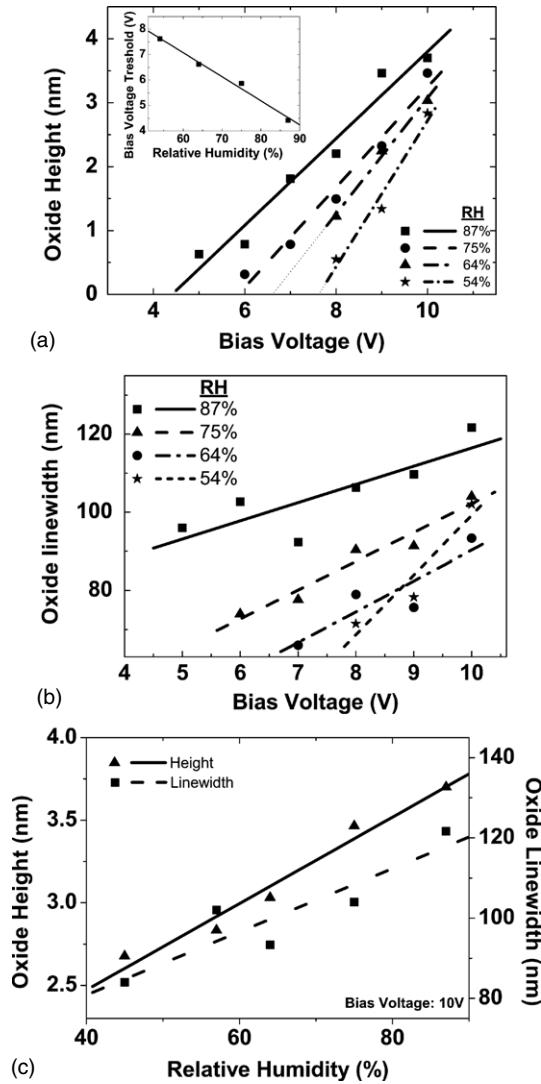 4
3
2
1
0
Oxide Height (nm)
8
7
6
5
4
Bias Voltage Treshold (V)
60 70 80 90
Relative Humidity (%)
RH
87%
75%
64%
54%
4 6 8 10
Bias Voltage (V)
(a)
120
100
80
Oxide linewidth (nm)
RH
87%
75%
64%
54%
4 5 6 7 8 9 10
Bias Voltage (V)
(b)
4.0
3.5
3.0
2.5
Oxide Height (nm)
Height
Linewidth
140
120
100
80
Oxide Linewidth (nm)
Bias Voltage: 10V
40 60 80
Relative Humidity (%)
(c)